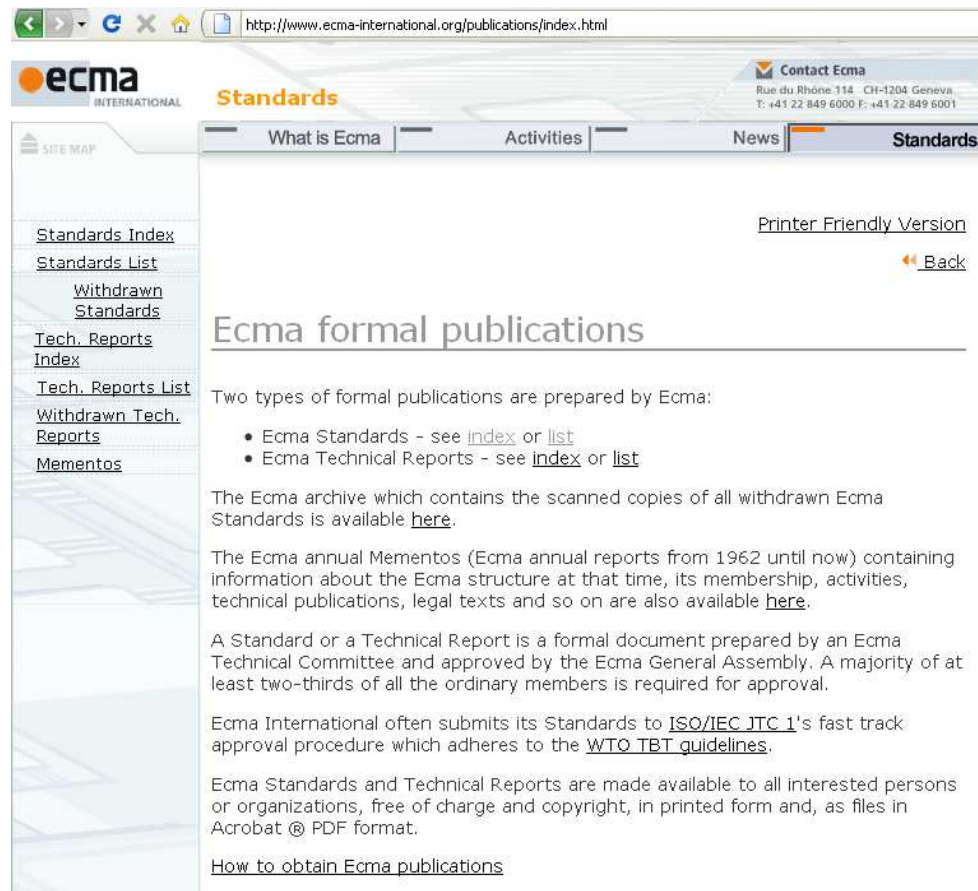 http://www.ecma-international.org/publications/index.html
ecma
INTERNATIONAL
Standards
Contact Ecma
Rue du Rhône 114 CH-1204 Geneva
T: +41 22 849 6000 F: +41 22 849 6001
SITE MAP
What is Ecma
Activities
News
Standards
Printer Friendly Version
Back
Standards Index
Standards List
Withdrawn
Standards
Tech. Reports
Index
Tech. Reports List
Withdrawn Tech.
Reports
Mementos
Ecma formal publications
Two types of formal publications are prepared by Ecma:
• Ecma Standards - see index or list
• Ecma Technical Reports - see index or list
The Ecma archive which contains the scanned copies of all withdrawn Ecma
Standards is available here.
The Ecma annual Mementos (Ecma annual reports from 1962 until now) containing
information about the Ecma structure at that time, its membership, activities,
technical publications, legal texts and so on are also available here.
A Standard or a Technical Report is a formal document prepared by an Ecma
Technical Committee and approved by the Ecma General Assembly. A majority of at
least two-thirds of all the ordinary members is required for approval.
Ecma International often submits its Standards to ISO/IEC JTC 1's fast track
approval procedure which adheres to the WTO TBT guidelines.
Ecma Standards and Technical Reports are made available to all interested persons
or organizations, free of charge and copyright, in printed form and, as files in
Acrobat ® PDF format.
How to obtain Ecma publications